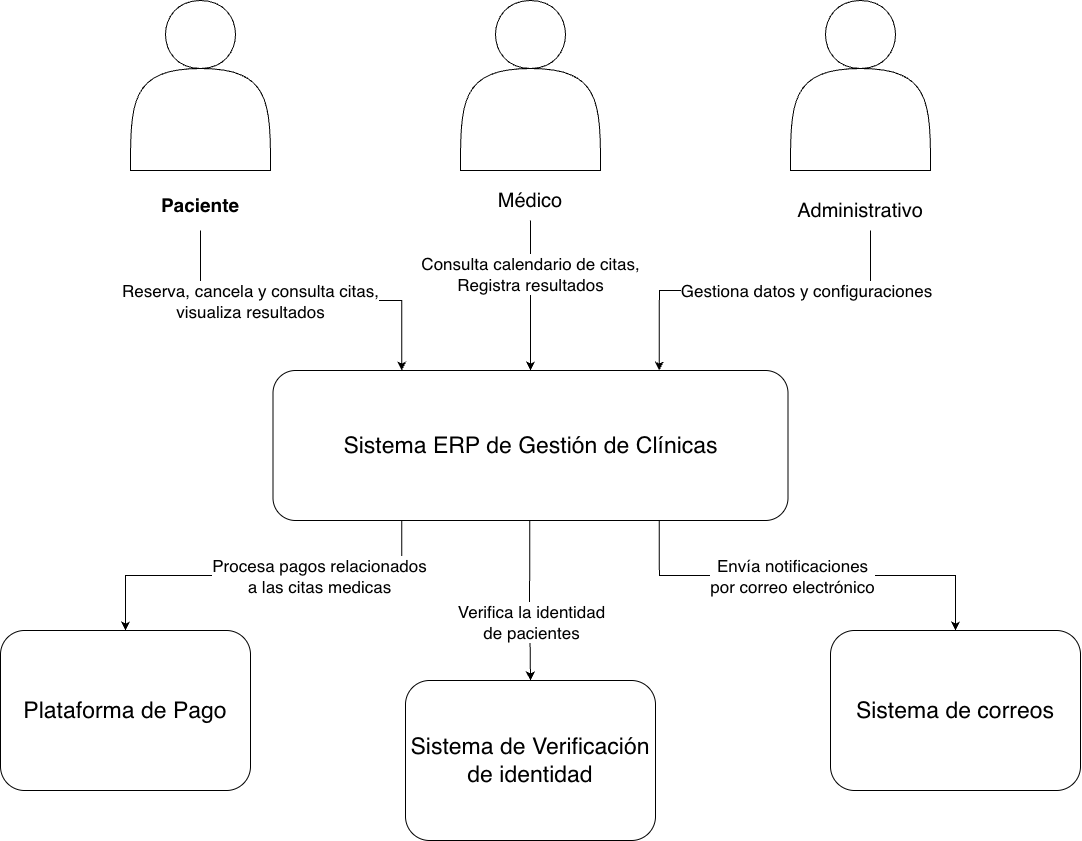 Paciente
Médico
Administrativo
Reserva, cancela y consulta citas,
visualiza resultados
Consulta calendario de citas,
Registra resultados
Gestiona datos y configuraciones
Sistema ERP de Gestión de Clínicas
Procesa pagos relacionados
a las citas medicas
Verifica la identidad
de pacientes
Envía notificaciones
por correo electrónico
Plataforma de Pago
Sistema de Verificación
de identidad
Sistema de correos